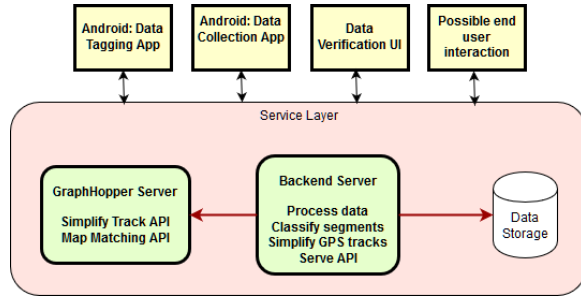 Android: Data
Tagging App
Android: Data
Collection App
Data
Verification UI
Possible end
user
interaction
Service Layer
GraphHopper Server
Simplify Track API
Map Matching API
Backend Server
Process data
Classify segments
Simplify GPS tracks
Serve API
Data
Storage